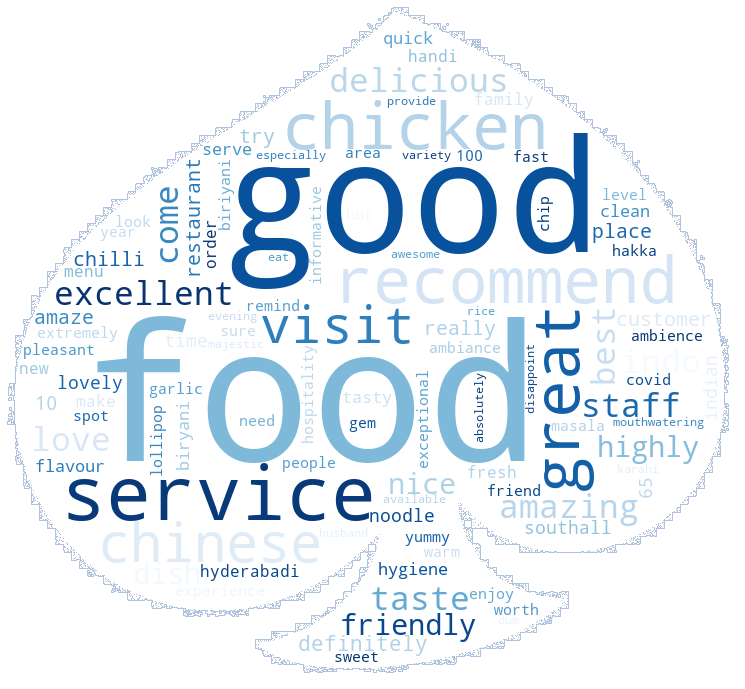 quick
handi
delicious
provide
family
chicken
try
serve
especially
area
variety
100
fast
good
come
restaurant
biriyani
order
informative
hot
chip
level
clean
place
hakka
look
year
chilli
menu
eat
awesome
recommend
excellent
remind
amaze
extremely
pleasant
new
time
evening
sure
majestic
visit
rice
really
ambiance
great
best
customer
ambience
indo
indian
food
lovely
10
make
spot
garlic
lollipop
biryani
need
hospitality
tasty
gem
exceptional
absolutely
disappoint
covid
staff
masala
mouthwatering
love
flavour
people
highly
service
nice
fresh
karahi
65
friend
available
amazing
southall
noodle
chinese
husband
yummy
warm
dish
hyderabadi
hygiene
experience
taste
enjoy
worth
friendly
dum
definitely
sweet